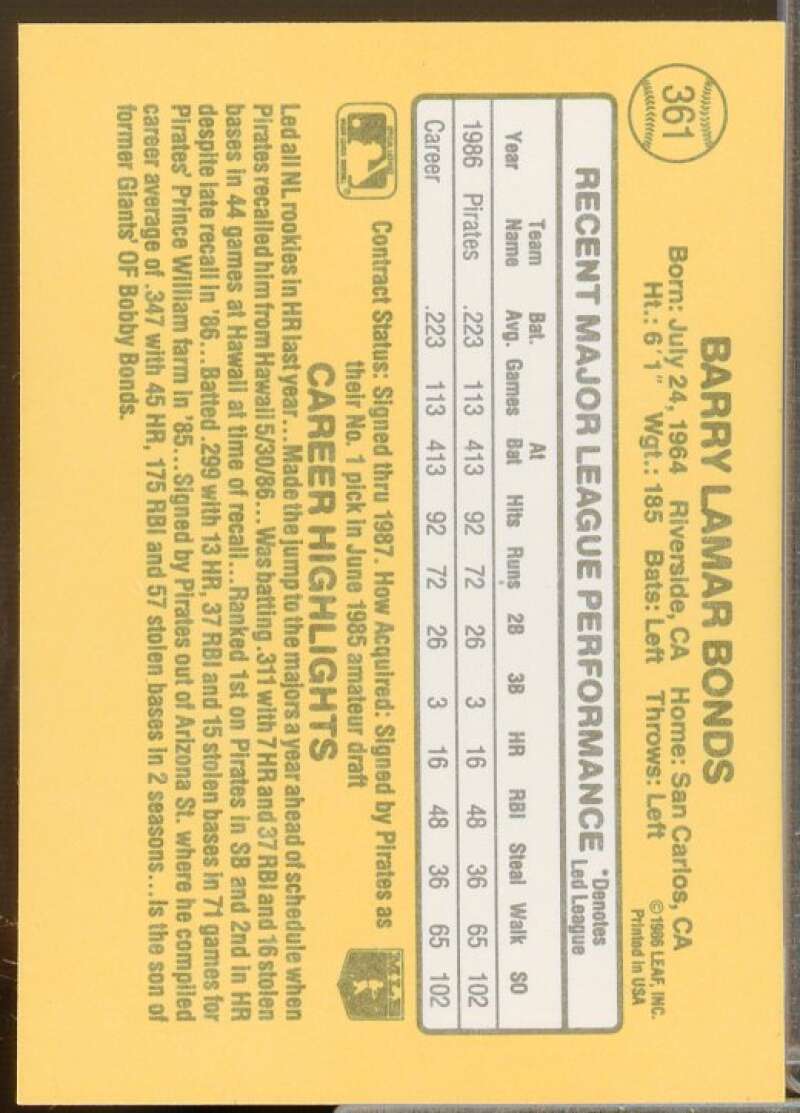 361
BARRY LAMAR BONDS
Born: July 24, 1964 Riverside, CA Home: San Carlos, CA
Ht.: 6'1" Wgt.: 185 Bats: Left Throws: Left
©1986 LEAF, INC.
Printed in USA
RECENT MAJOR LEAGUE PERFORMANCE *Denotes Led League
Year Team Name Bat. Avg. Games At Bat Hits Runs 2B 3B HR RBI Steal Walk SO
1986 Pirates .223 113 413 92 72 26 3 16 48 36 65 102
Career .223 113 413 92 72 26 3 16 48 36 65 102
Contract Status: Signed thru 1987. How Acquired: Signed by Pirates as
their No. 1 pick in June 1985 amateur draft
MLB
CAREER HIGHLIGHTS
Led all NL rookies in HR last year...Made the jump to the majors a year ahead of schedule when
Pirates recalled him from Hawaii 5/30/86...Was batting .311 with 7 HR and 37 RBI and 16 stolen
bases in 44 games at Hawaii at time of recall...Ranked 1st on Pirates in SB and 2nd in HR
despite late recall in '86...Batted .299 with 13 HR, 37 RBI and 15 stolen bases in 71 games for
Pirates' Prince William farm in '85...Signed by Pirates out of Arizona St. where he compiled
career average of .347 with 45 HR, 175 RBI and 57 stolen bases in 2 seasons...Is the son of
former Giants' OF Bobby Bonds.